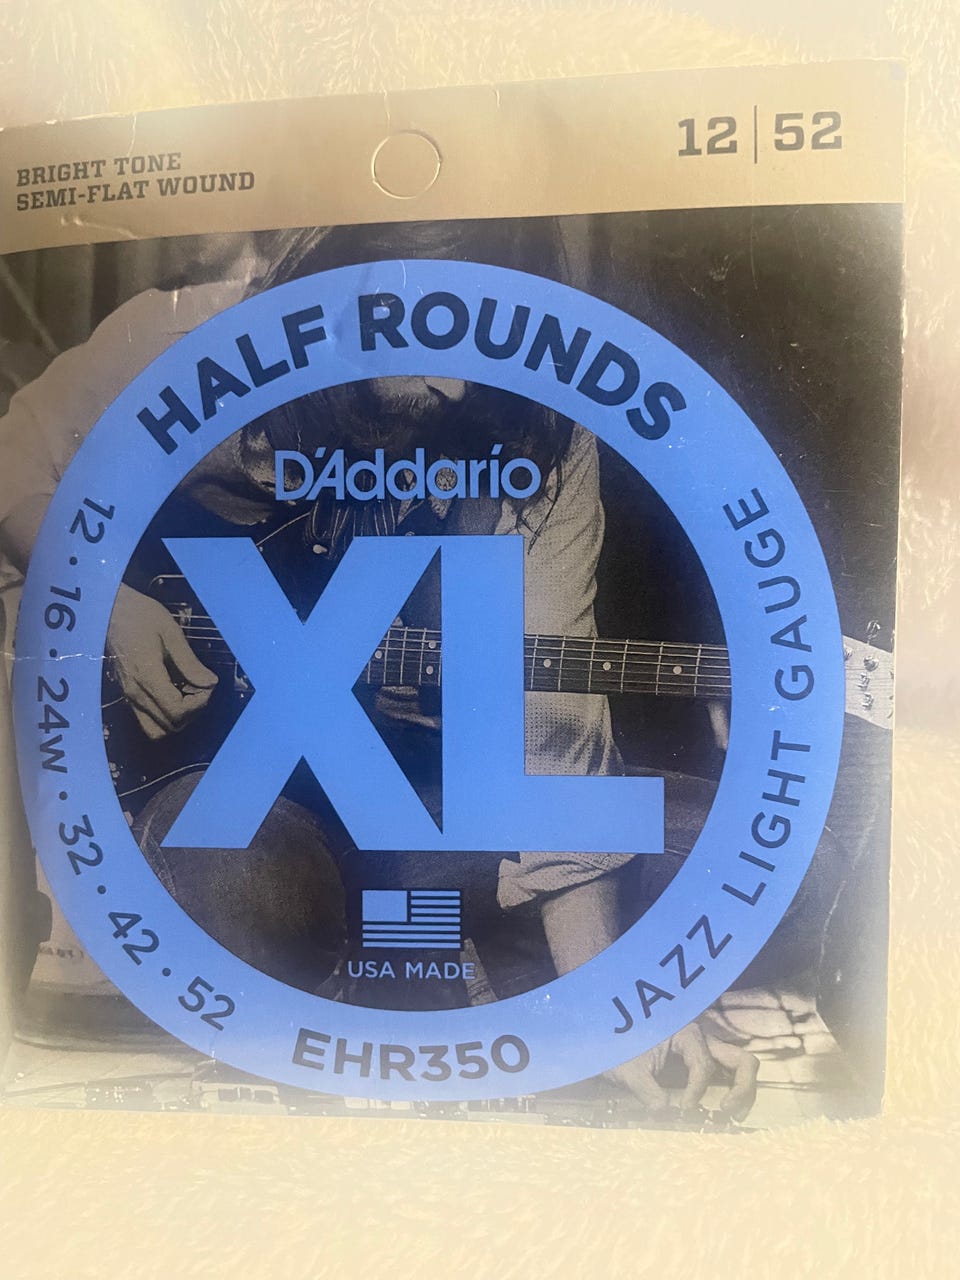 BRIGHT TONE
SEMI-FLAT WOUND
12 | 52
HALF ROUNDS
D'Addario
XL
USA MADE
12 • 16 • 24W • 32 • 42 • 52
EHR350
JAZZ LIGHT GAUGE